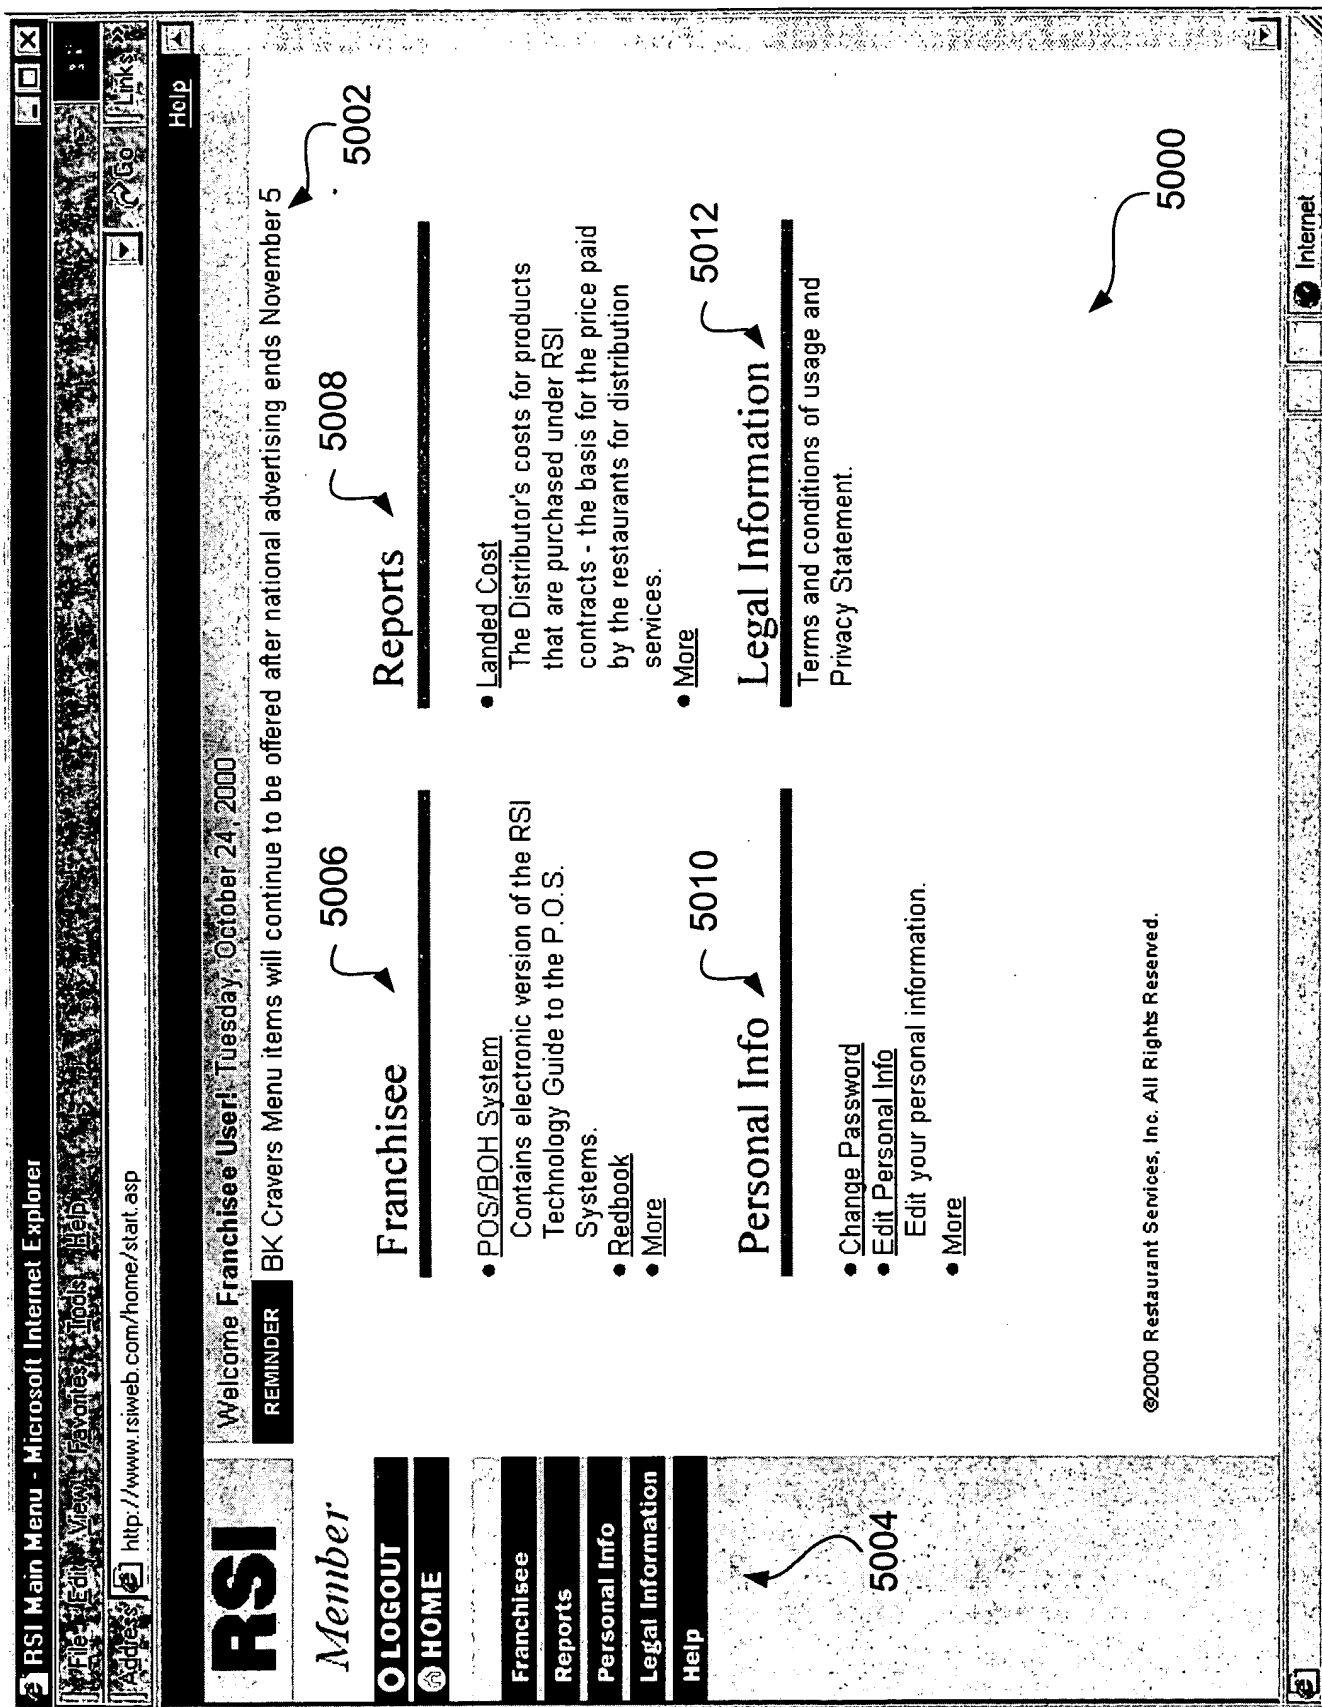 RSI Main Menu - Microsoft Internet Explorer
File Edit View Favorites Tools Help
Address http://www.rsiweb.com/home/start.asp Go Links »
Help
RSI
Welcome Franchisee User! Tuesday, October 24, 2000
REMINDER BK Cravers Menu items will continue to be offered after national advertising ends November 5
5002
Member
LOGOUT
HOME
Franchisee
Reports
Personal Info
Legal Information
Help
5004
Franchisee
5006
• POS/BOH System
Contains electronic version of the RSI
Technology Guide to the P.O.S.
Systems.
• Redbook
• More
Reports
5008
• Landed Cost
The Distributor's costs for products
that are purchased under RSI
contracts - the basis for the price paid
by the restaurants for distribution
services.
• More
Personal Info
5010
• Change Password
• Edit Personal Info
Edit your personal information.
• More
Legal Information
5012
Terms and conditions of usage and
Privacy Statement.
5000
©2000 Restaurant Services, Inc. All Rights Reserved.
Internet